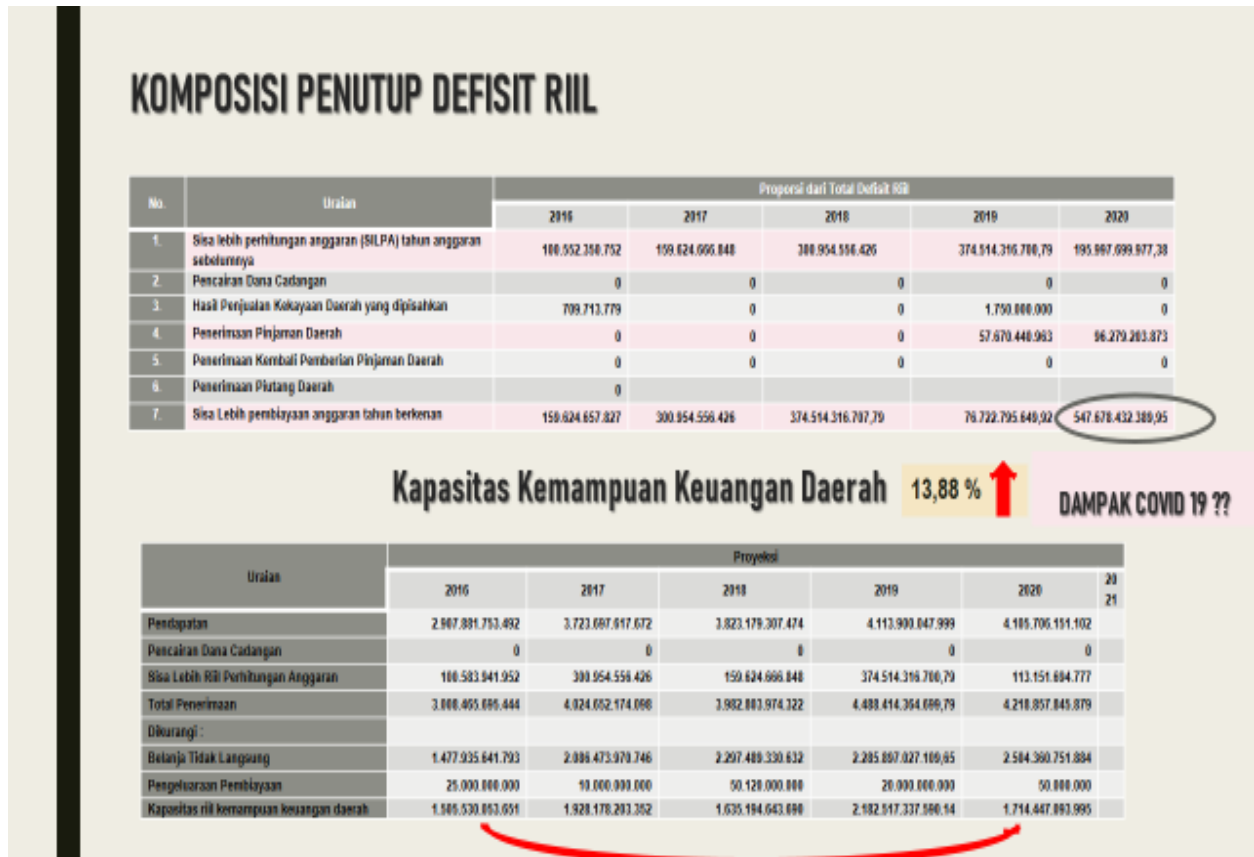 KOMPOSISI PENUTUP DEFISIT RIIL
No. Uraian Proporsi dari Total Defisit Riil
2016 2017 2018 2019 2020
1. Sisa lebih perhitungan anggaran (SILPA) tahun anggaran sebelumnya 100.552.350.752 159.624.666.848 300.954.556.426 374.514.316.700,79 195.997.699.977,38
2. Pencairan Dana Cadangan 0 0 0 0 0
3. Hasil Penjualan Kekayaan Daerah yang dipisahkan 709.713.779 0 0 1.750.000.000 0
4. Penerimaan Pinjaman Daerah 0 0 0 57.670.440.963 96.279.203.873
5. Penerimaan Kembali Pemberian Pinjaman Daerah 0 0 0 0 0
6. Penerimaan Piutang Daerah 0
7. Sisa Lebih pembiayaan anggaran tahun berkenan 159.624.657.827 300.954.556.426 374.514.316.707,79 76.722.795.649,92 547.678.432.389,95
Kapasitas Kemampuan Keuangan Daerah 13,88 %
DAMPAK COVID 19 ??
Uraian Proyeksi
2016 2017 2018 2019 2020 20
21
Pendapatan 2.907.881.753.492 3.723.697.617.672 3.823.179.307.474 4.113.900.047.999 4.105.706.151.102
Pencairan Dana Cadangan 0 0 0 0 0
Sisa Lebih Riil Perhitungan Anggaran 100.583.941.952 300.954.556.426 159.624.666.848 374.514.316.700,79 113.151.694.777
Total Penerimaan 3.008.465.695.444 4.024.652.174.098 3.982.803.974.322 4.488.414.364.699,79 4.218.857.845.879
Dikurangi :
Belanja Tidak Langsung 1.477.935.641.793 2.086.473.970.746 2.297.489.330.632 2.285.897.027.109,65 2.504.360.751.884
Pengeluaraan Pembiayaan 25.000.000.000 10.000.000.000 50.120.000.000 20.000.000.000 50.000.000
Kapasitas riil kemampuan keuangan daerah 1.505.530.053.651 1.928.178.203.352 1.635.194.643.690 2.182.517.337.590,14 1.714.447.093.995